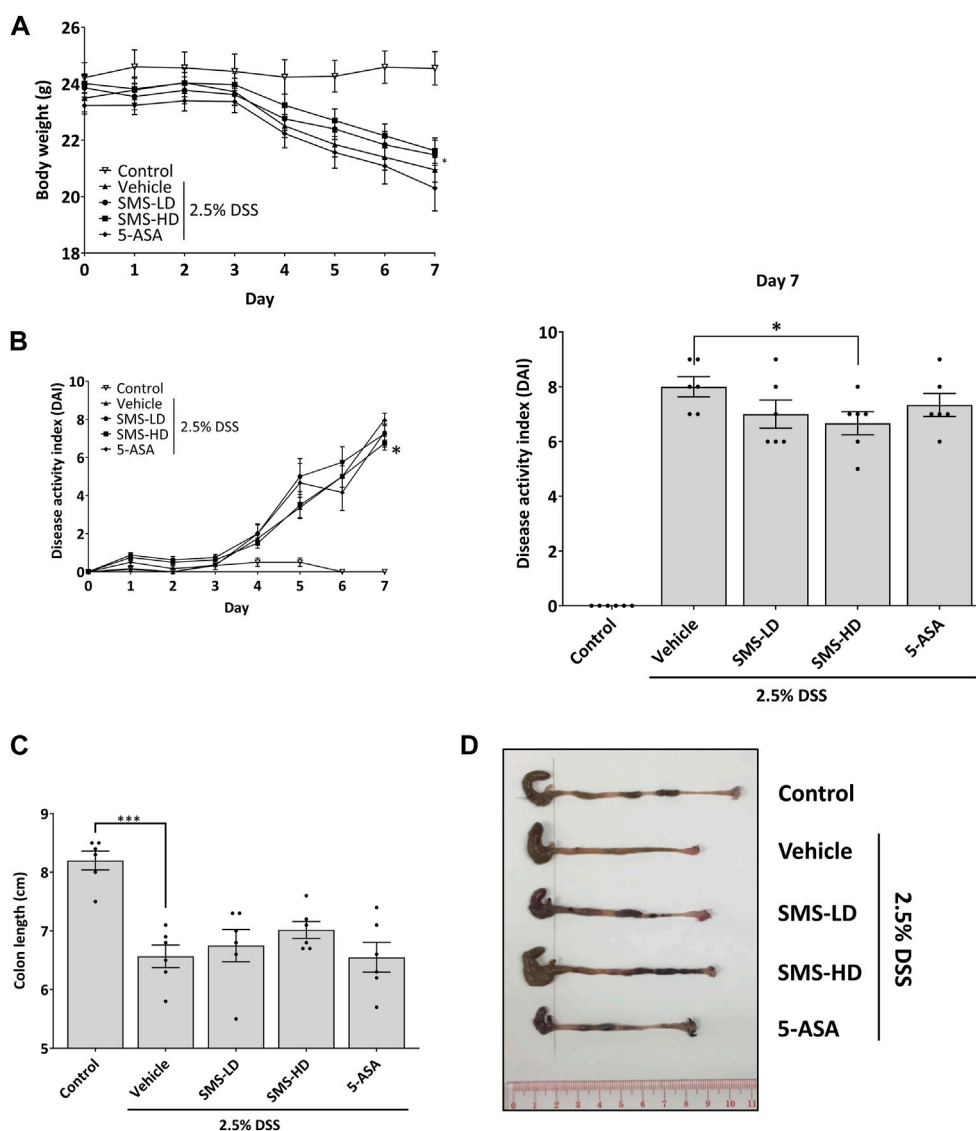 A
26
24
22
20
18
Body weight (g)
Control
Vehicle
SMS-LD
SMS-HD
5-ASA
2.5% DSS
*
0 1 2 3 4 5 6 7
Day
B
10
8
6
4
2
0
Disease activity index (DAI)
Control
Vehicle
SMS-LD
SMS-HD
5-ASA
2.5% DSS
*
0 1 2 3 4 5 6 7
Day
Day 7
10
8
6
4
2
0
Disease activity index (DAI)
*
Control Vehicle SMS-LD SMS-HD 5-ASA
2.5% DSS
C
9
8
7
6
5
Colon length (cm)
***
Control Vehicle SMS-LD SMS-HD 5-ASA
2.5% DSS
D
Control
Vehicle
SMS-LD
SMS-HD
5-ASA
2.5% DSS
0 1 2 3 4 5 6 7 8 9 10 11